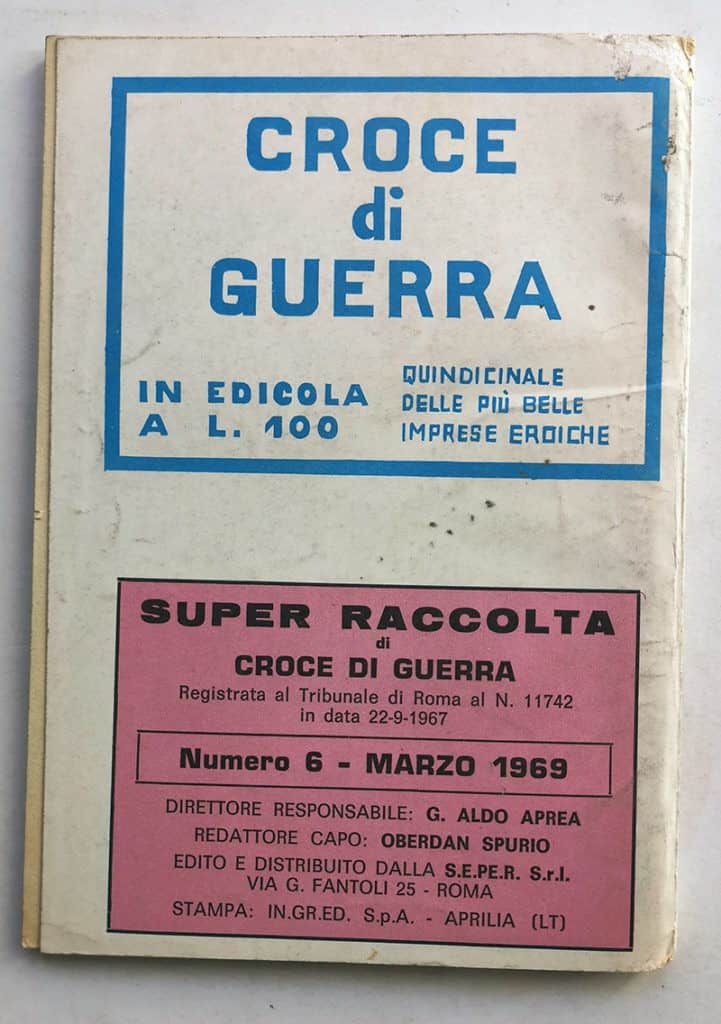 CROCE
di
GUERRA
IN EDICOLA
A L. 100
QUINDICINALE
DELLE PIÙ BELLE
IMPRESE EROICHE
SUPER RACCOLTA
di
CROCE DI GUERRA
Registrata al Tribunale di Roma al N. 11742
in data 22-9-1967
Numero 6 - MARZO 1969
DIRETTORE RESPONSABILE: G. ALDO APREA
REDATTORE CAPO: OBERDAN SPURIO
EDITO E DISTRIBUITO DALLA S.E.PE.R. S.r.l.
VIA G. FANTOLI 25 - ROMA
STAMPA: IN.GR.ED. S.p.A. - APRILIA (LT)